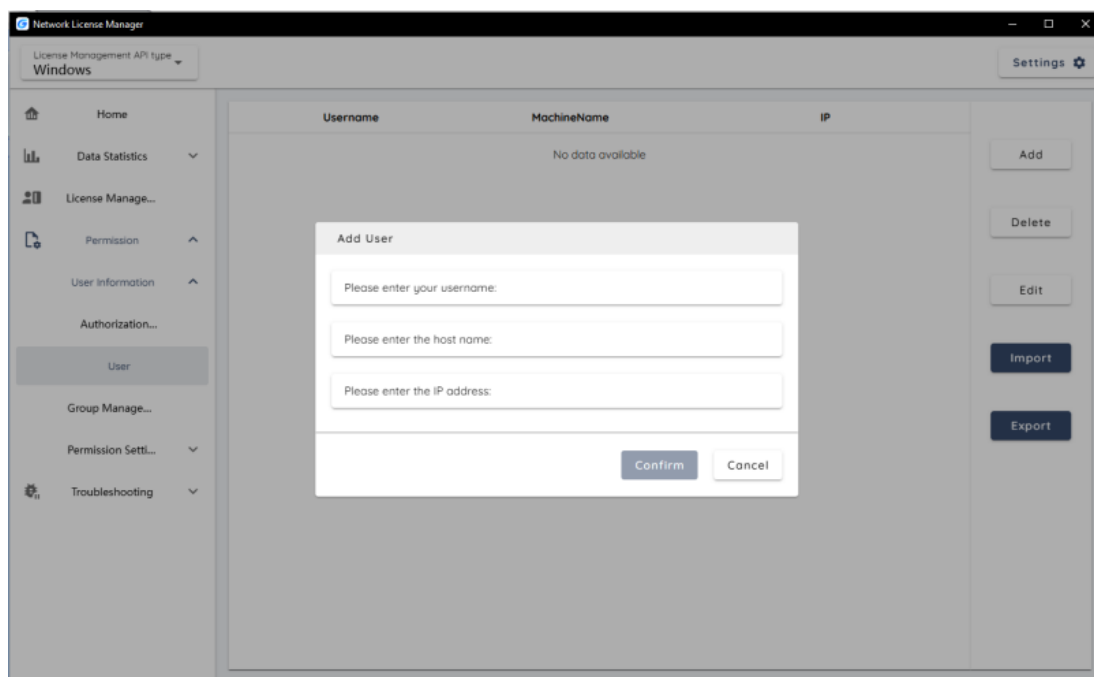 Network License Manager
License Management API type
Windows
Settings
Home
Data Statistics
License Manage...
Permission
User Information
Authorization...
User
Group Manage...
Permission Setti...
Troubleshooting
Username MachineName IP
No data available
Add
Delete
Edit
Import
Export
Add User
Please enter your username:
Please enter the host name:
Please enter the IP address:
Confirm Cancel